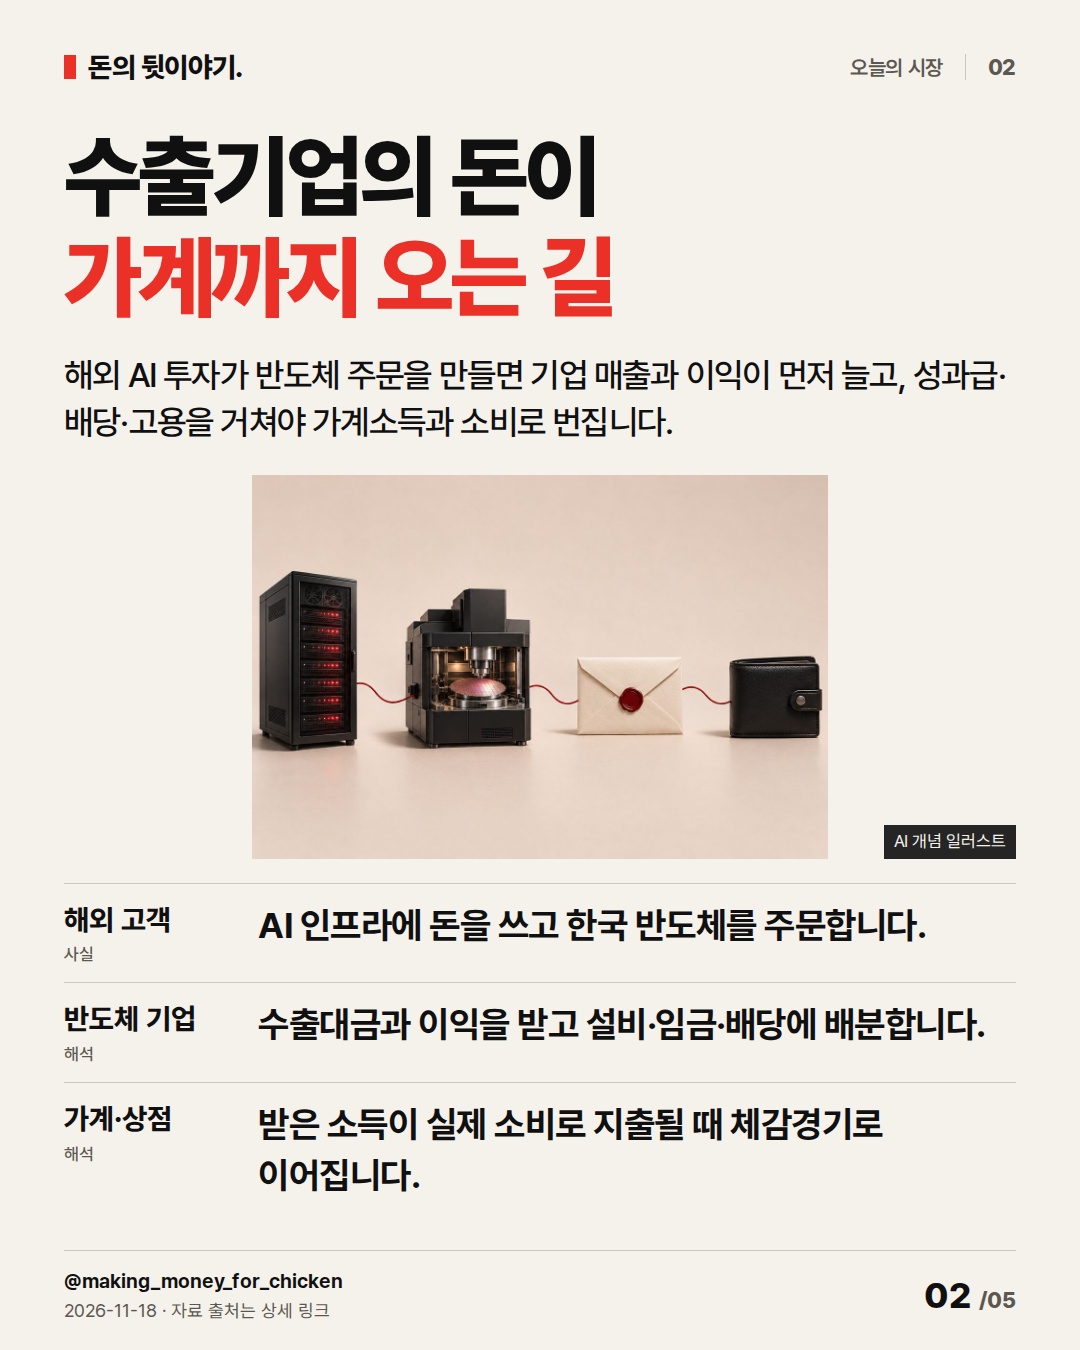 돈의 뒷이야기.
오늘의 시장
02
수출기업의 돈이
가계까지 오는 길
해외 AI 투자가 반도체 주문을 만들면 기업 매출과 이익이 먼저 늘고, 성과급·
배당·고용을 거쳐야 가계소득과 소비로 번집니다.
AI 개념 일러스트
해외 고객
사실
AI 인프라에 돈을 쓰고 한국 반도체를 주문합니다.
반도체 기업
해석
수출대금과 이익을 받고 설비·임금·배당에 배분합니다.
가계·상점
해석
받은 소득이 실제 소비로 지출될 때 체감경기로
이어집니다.
@making_money_for_chicken
2026-11-18 · 자료 출처는 상세 링크
02 /05